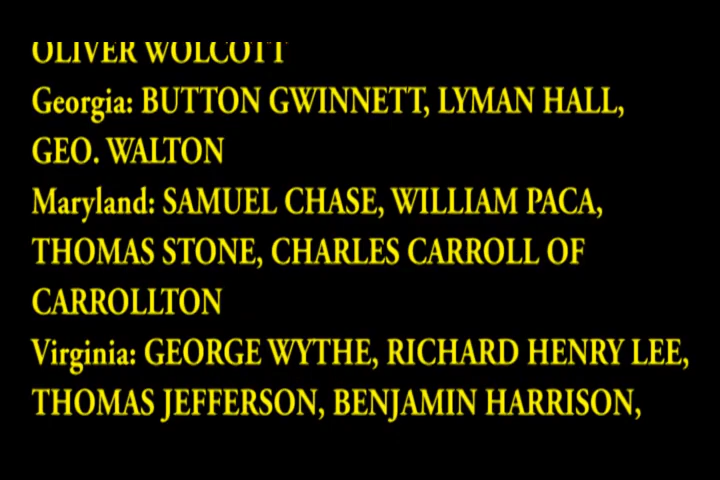 OLIVER WOLCOTT
Georgia: BUTTON GWINNETT, LYMAN HALL,
GEO. WALTON
Maryland: SAMUEL CHASE, WILLIAM PACA,
THOMAS STONE, CHARLES CARROLL OF
CARROLLTON
Virginia: GEORGE WYTHE, RICHARD HENRY LEE,
THOMAS JEFFERSON, BENJAMIN HARRISON,